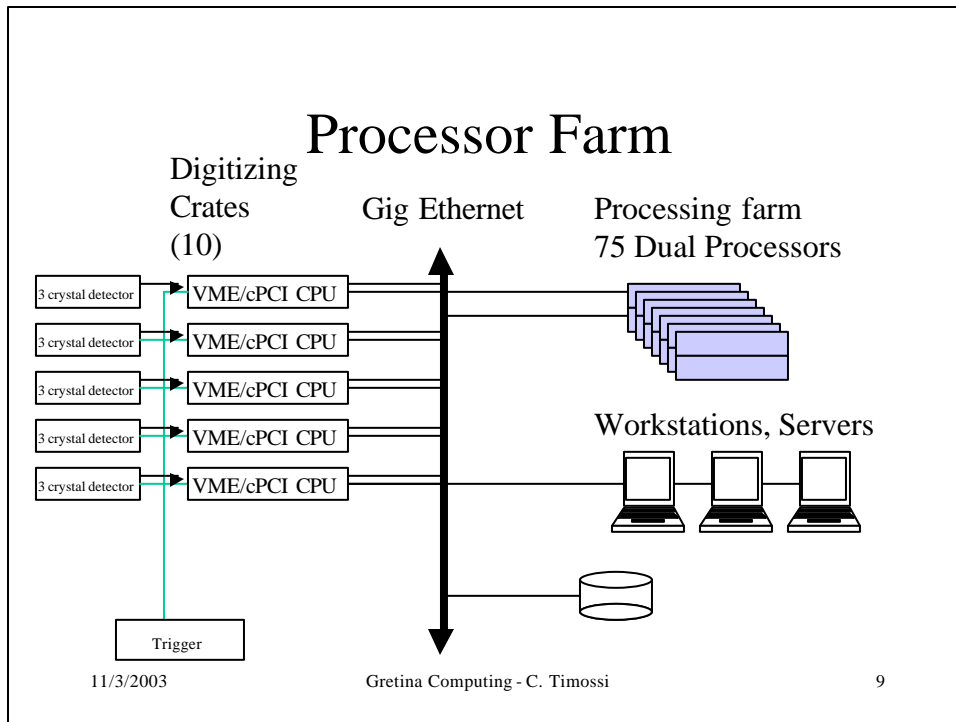 Processor Farm
Digitizing
Crates
(10)
Gig Ethernet
Processing farm
75 Dual Processors
3 crystal detector
VME/cPCI CPU
3 crystal detector
VME/cPCI CPU
3 crystal detector
VME/cPCI CPU
3 crystal detector
VME/cPCI CPU
3 crystal detector
VME/cPCI CPU
Workstations, Servers
Trigger
11/3/2003
Gretina Computing - C. Timossi
9